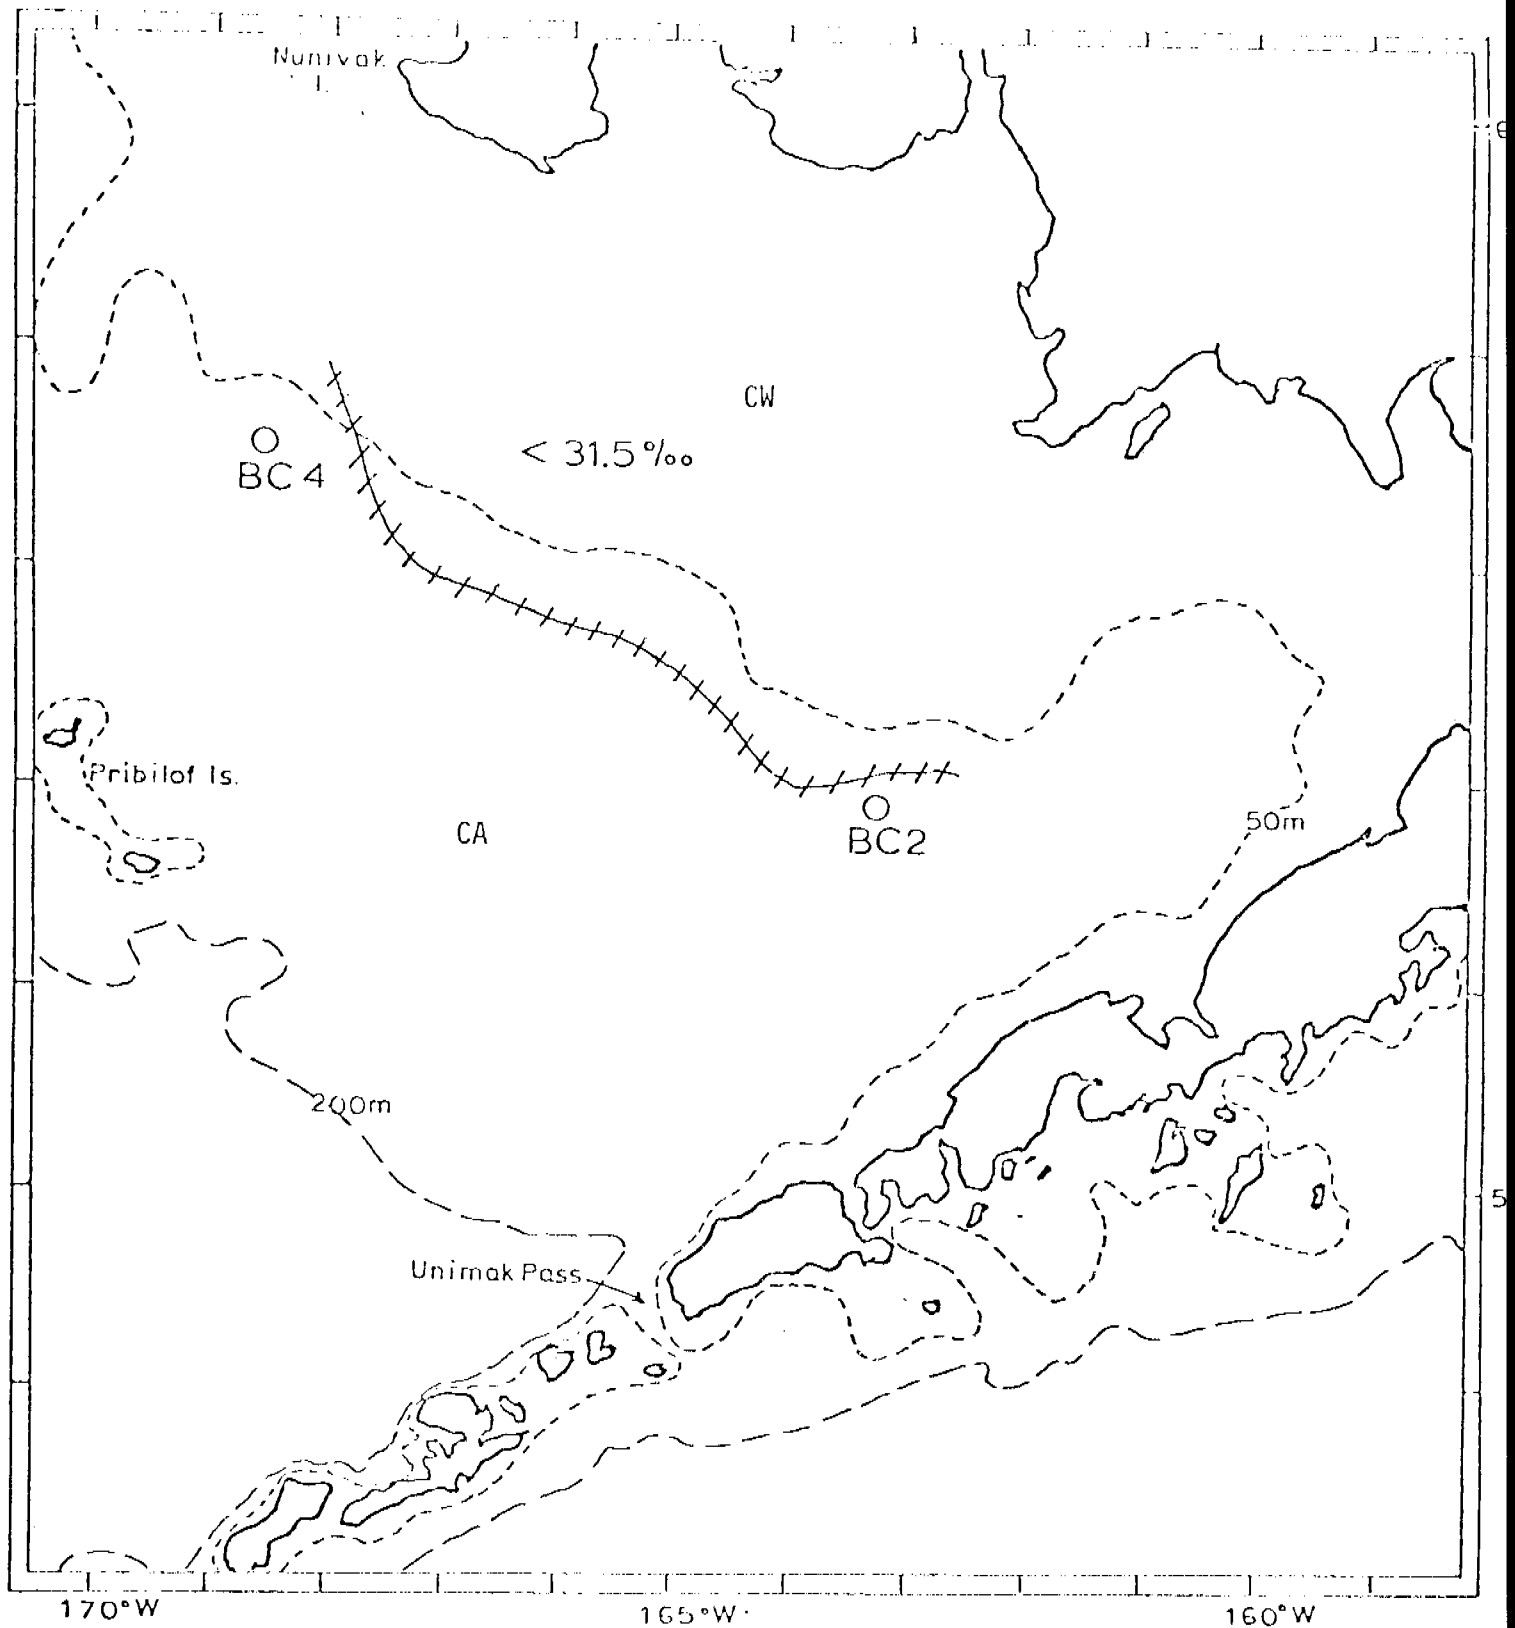 Nunivak
I.
CW
< 31.5‰
BC4
Pribilof Is.
CA
BC2
50m
200m
Unimak Pass
170°W
165°W
160°W